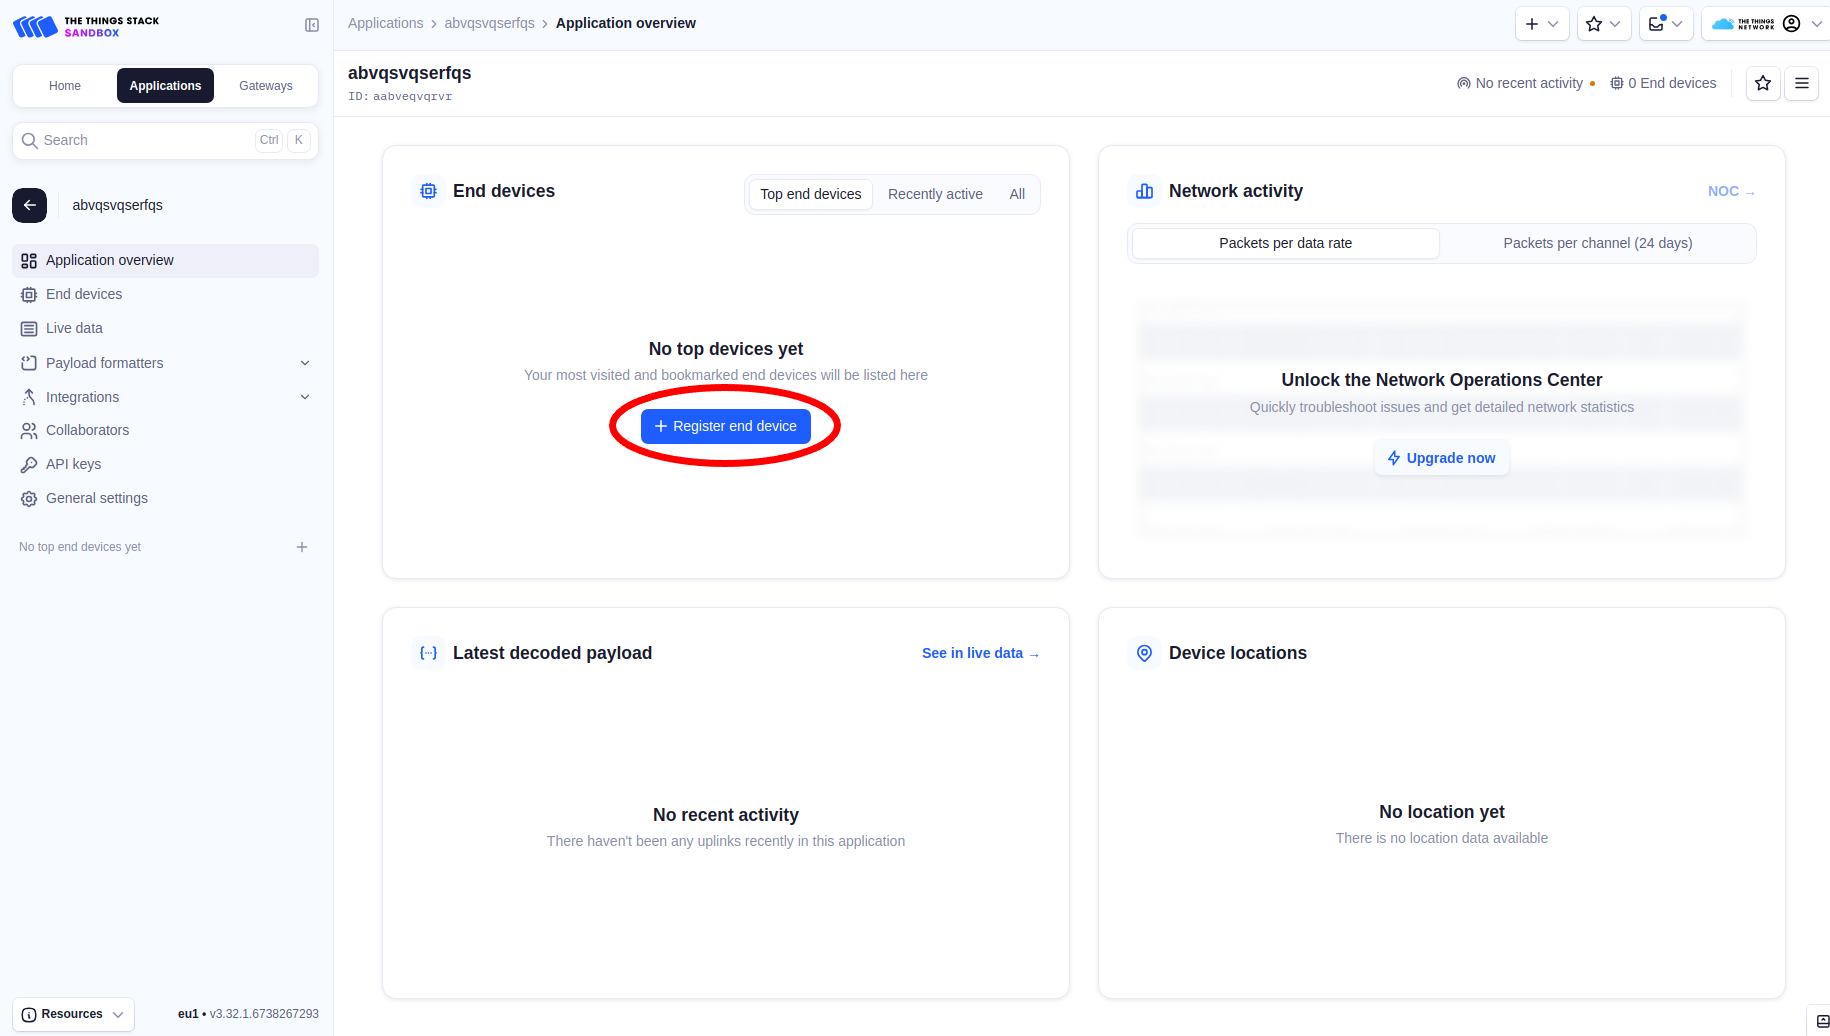 THE THINGS STACK
SANDBOX
Home
Applications
Gateways
Search
Ctrl
K
abvqsvqserfqs
Application overview
End devices
Live data
Payload formatters
Integrations
Collaborators
API keys
General settings
No top end devices yet
Resources
eu1 • v3.32.1.6738267293
Applications > abvqsvqserfqs > Application overview
THE THINGS
NETWORK
abvqsvqserfqs
ID: aabveqvqrvr
No recent activity
0 End devices
End devices
Top end devices
Recently active
All
No top devices yet
Your most visited and bookmarked end devices will be listed here
+ Register end device
Network activity
NOC →
Packets per data rate
Packets per channel (24 days)
Unlock the Network Operations Center
Quickly troubleshoot issues and get detailed network statistics
Upgrade now
Latest decoded payload
See in live data →
No recent activity
There haven't been any uplinks recently in this application
Device locations
No location yet
There is no location data available